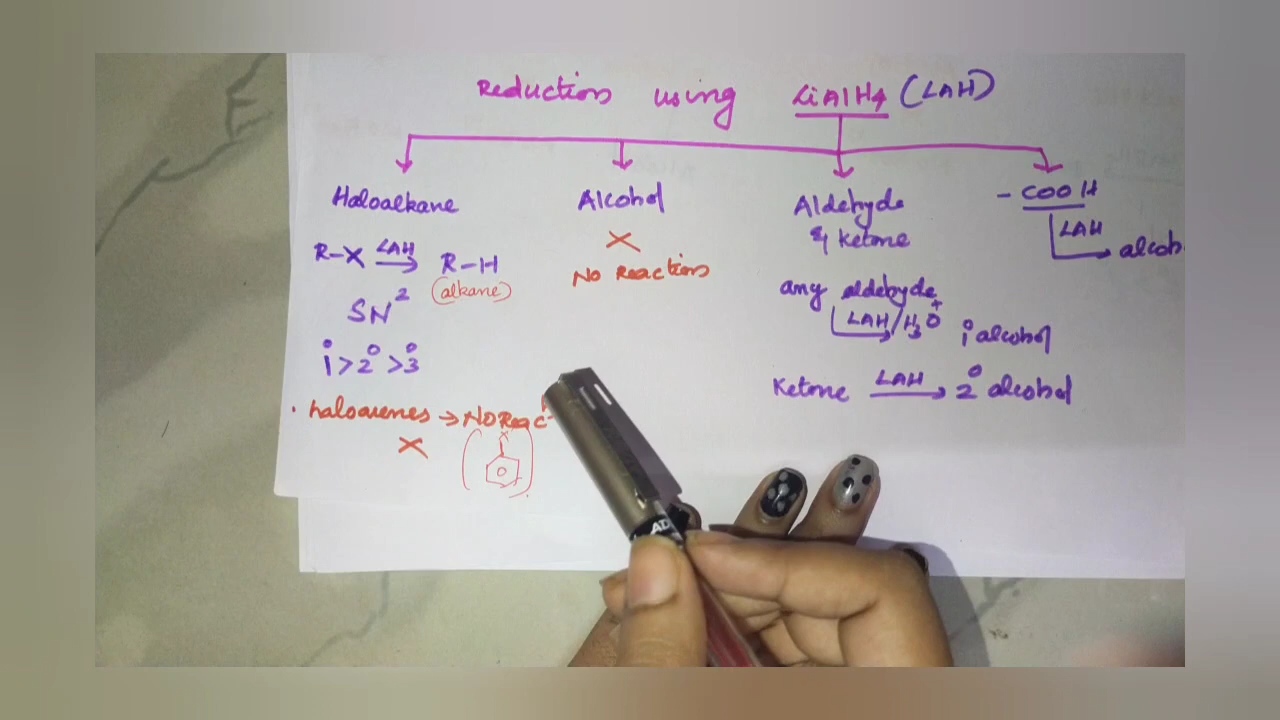 Reduction using LiAlH4 (LAH)
Haloalkane
R-X LAH→ R-H
(alkane)
SN²
1° > 2° > 3°
. haloarenes → NO Reac
X
Alcohol
X
NO Reaction
Aldehyde
& Ketone
any aldehyde
LAH/H3O+ 1° alcohol
Ketone LAH→ 2° alcohol
- COOH
LAH
alcoh
AD